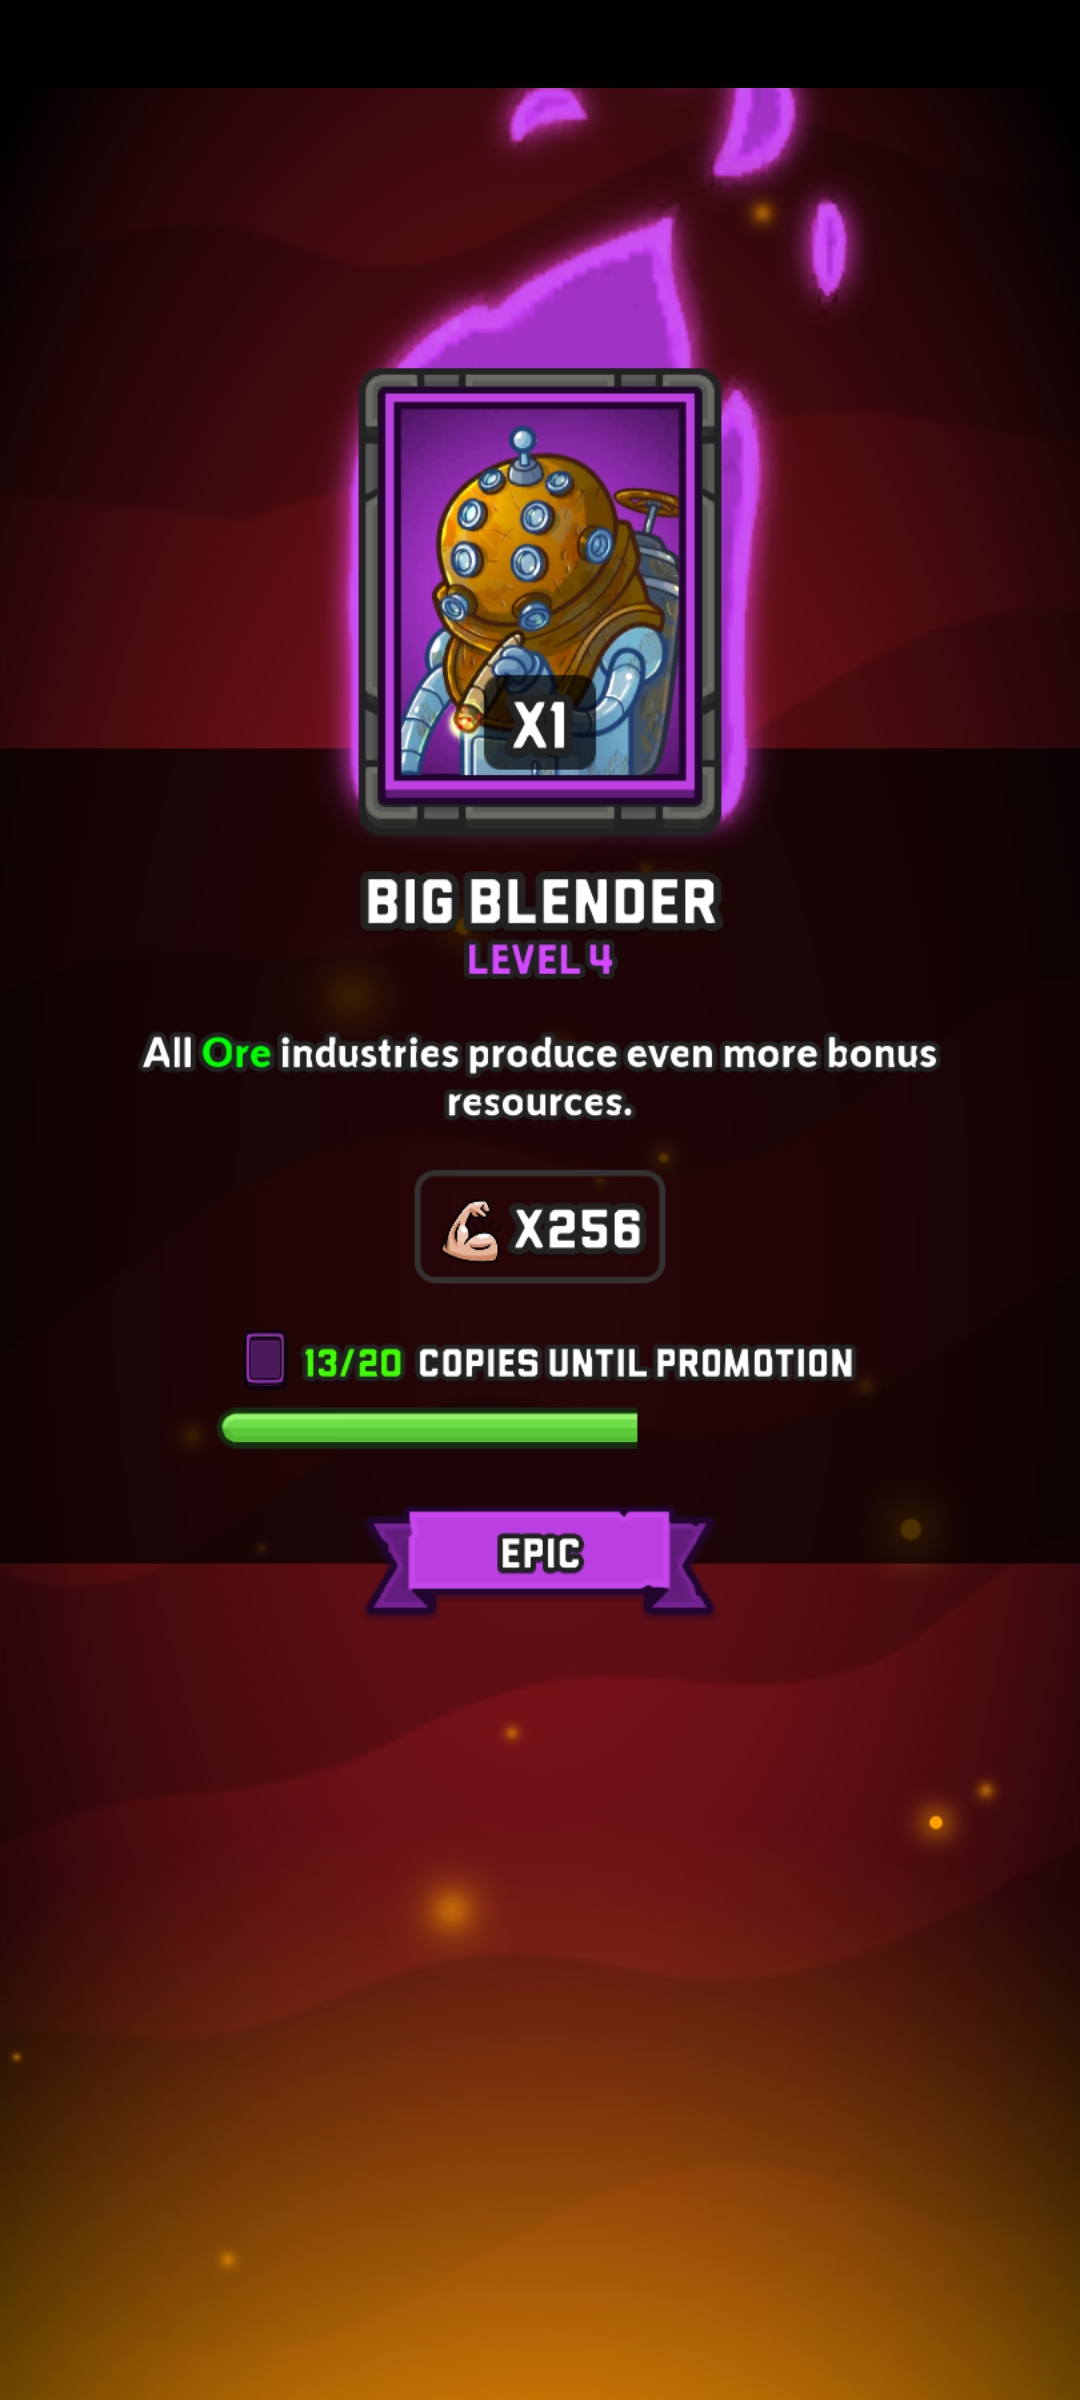 X1
BIG BLENDER
LEVEL 4
All Ore industries produce even more bonus
resources.
X256
13/20 COPIES UNTIL PROMOTION
EPIC